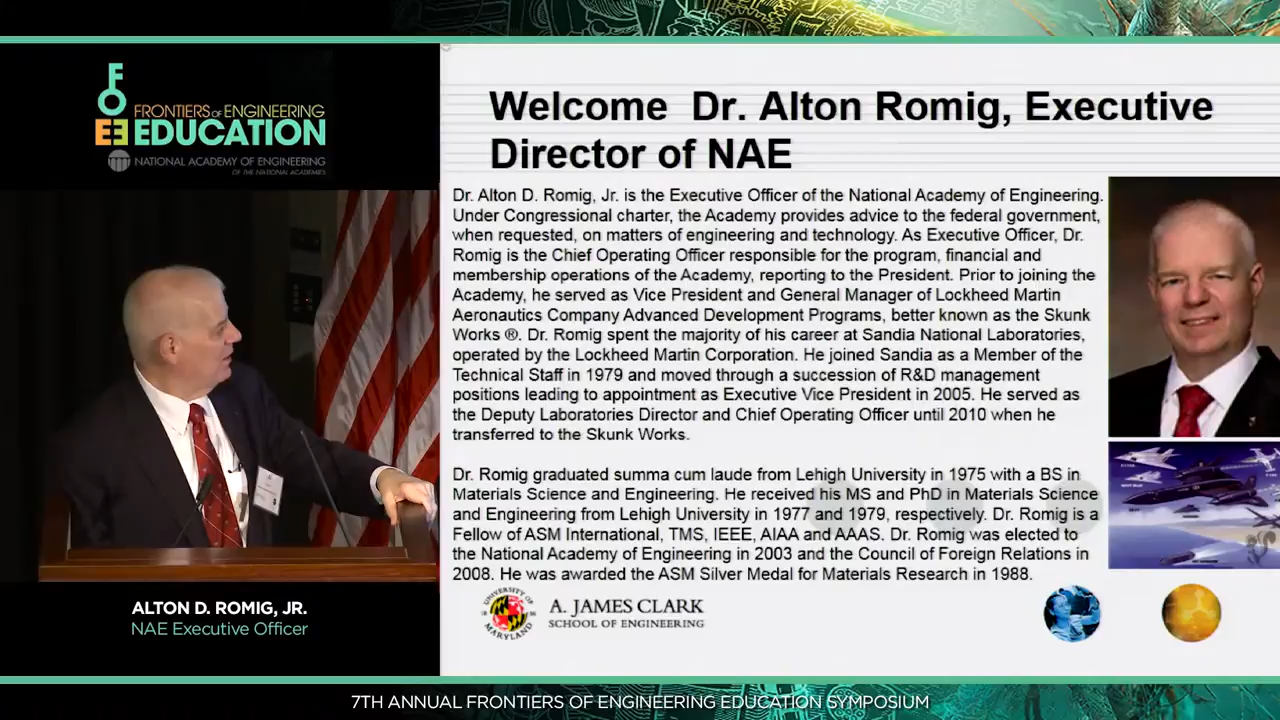 FOEE
FRONTIERS OF ENGINEERING
EDUCATION
NATIONAL ACADEMY OF ENGINEERING
OF THE NATIONAL ACADEMIES
Welcome Dr. Alton Romig, Executive
Director of NAE
Dr. Alton D. Romig, Jr. is the Executive Officer of the National Academy of Engineering.
Under Congressional charter, the Academy provides advice to the federal government,
when requested, on matters of engineering and technology. As Executive Officer, Dr.
Romig is the Chief Operating Officer responsible for the program, financial and
membership operations of the Academy, reporting to the President. Prior to joining the
Academy, he served as Vice President and General Manager of Lockheed Martin
Aeronautics Company Advanced Development Programs, better known as the Skunk
Works ®. Dr. Romig spent the majority of his career at Sandia National Laboratories,
operated by the Lockheed Martin Corporation. He joined Sandia as a Member of the
Technical Staff in 1979 and moved through a succession of R&D management
positions leading to appointment as Executive Vice President in 2005. He served as
the Deputy Laboratories Director and Chief Operating Officer until 2010 when he
transferred to the Skunk Works.
Dr. Romig graduated summa cum laude from Lehigh University in 1975 with a BS in
Materials Science and Engineering. He received his MS and PhD in Materials Science
and Engineering from Lehigh University in 1977 and 1979, respectively. Dr. Romig is a
Fellow of ASM International, TMS, IEEE, AIAA and AAAS. Dr. Romig was elected to
the National Academy of Engineering in 2003 and the Council of Foreign Relations in
2008. He was awarded the ASM Silver Medal for Materials Research in 1988.
UNIVERSITY OF
MARYLAND
A. JAMES CLARK
SCHOOL OF ENGINEERING
ALTON D. ROMIG, JR.
NAE Executive Officer
7TH ANNUAL FRONTIERS OF ENGINEERING EDUCATION SYMPOSIUM